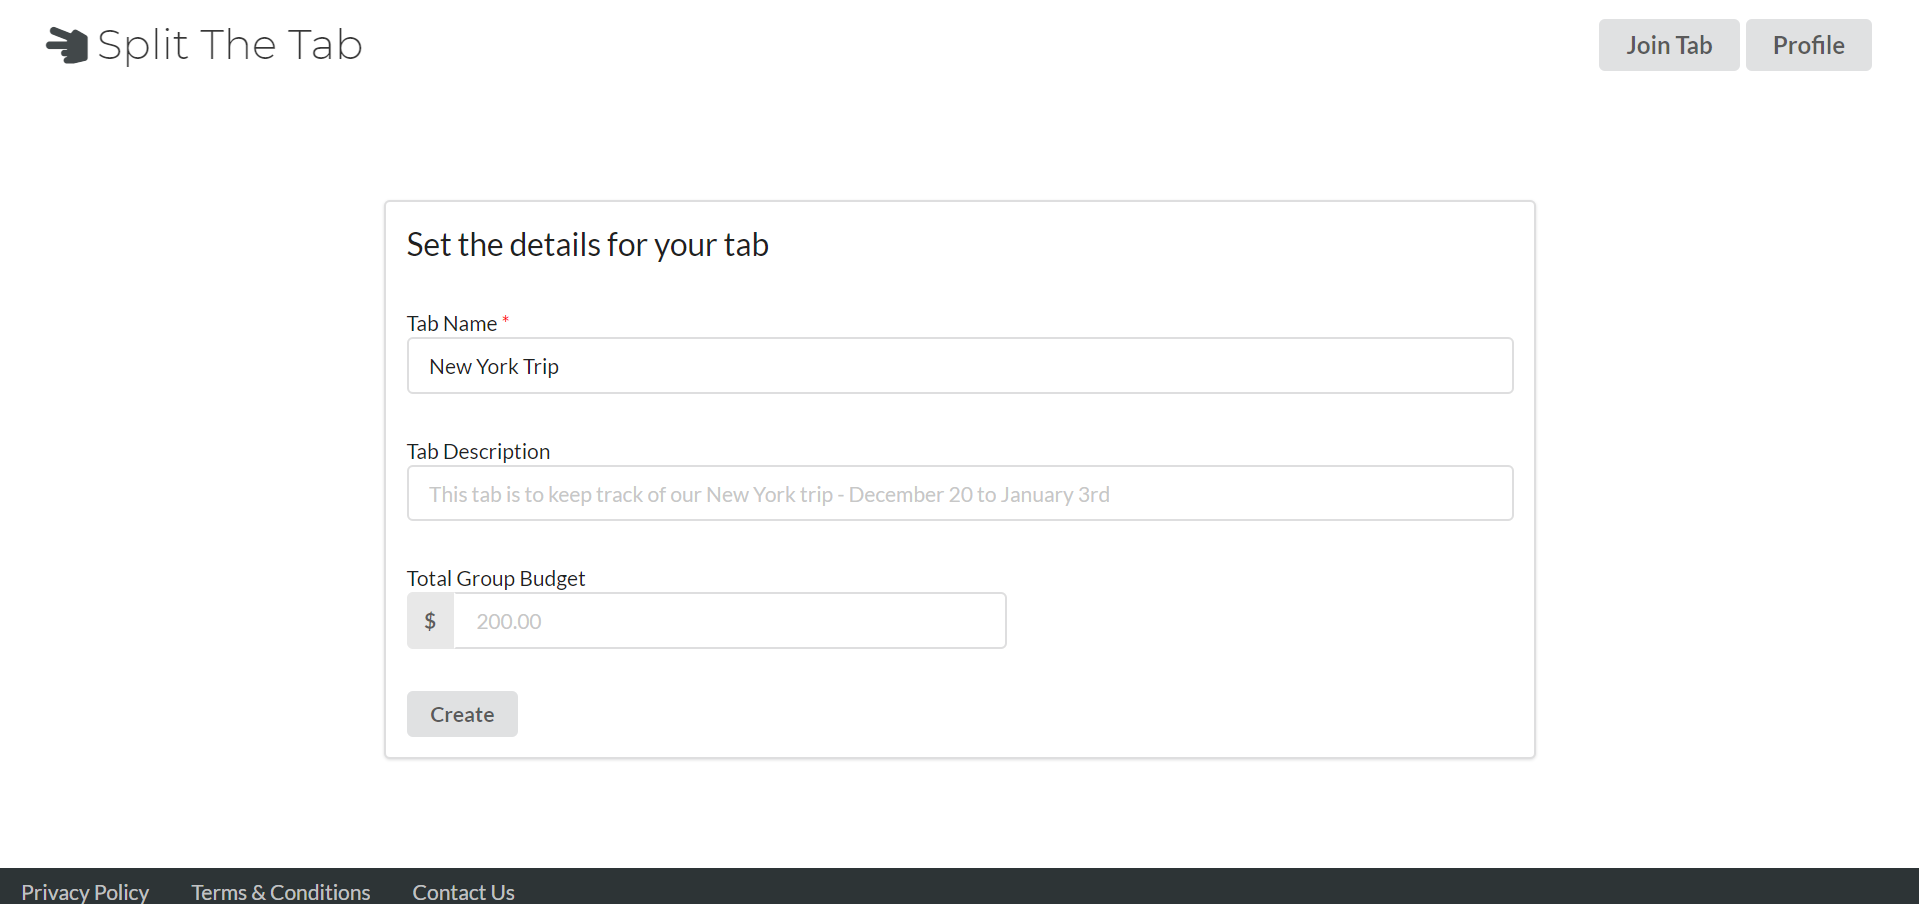 Split The Tab
Join Tab
Profile
Set the details for your tab
Tab Name *
New York Trip
Tab Description
This tab is to keep track of our New York trip - December 20 to January 3rd
Total Group Budget
$ 200.00
Create
Privacy Policy
Terms & Conditions
Contact Us